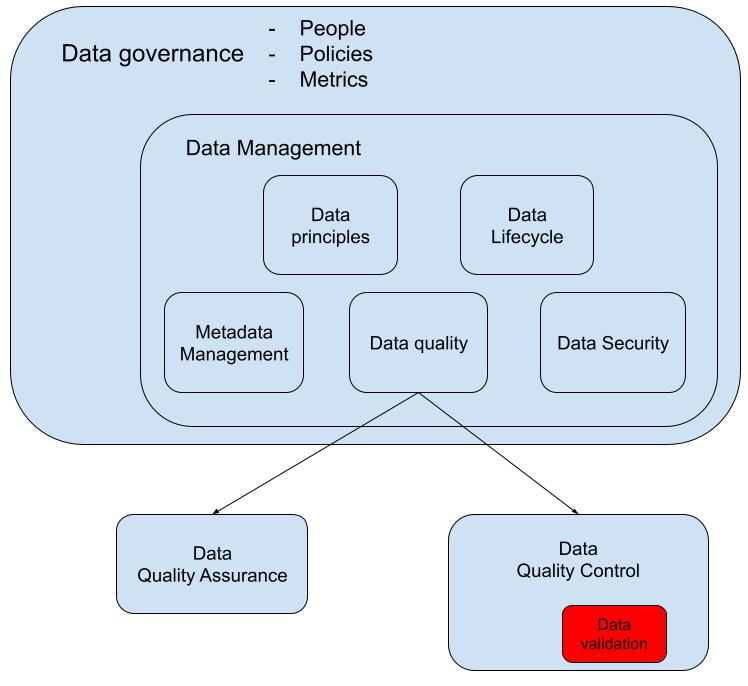 Data governance
- People
- Policies
- Metrics
Data Management
Data
principles
Data
Lifecycle
Metadata
Management
Data quality
Data Security
Data
Quality Assurance
Data
Quality Control
Data
validation